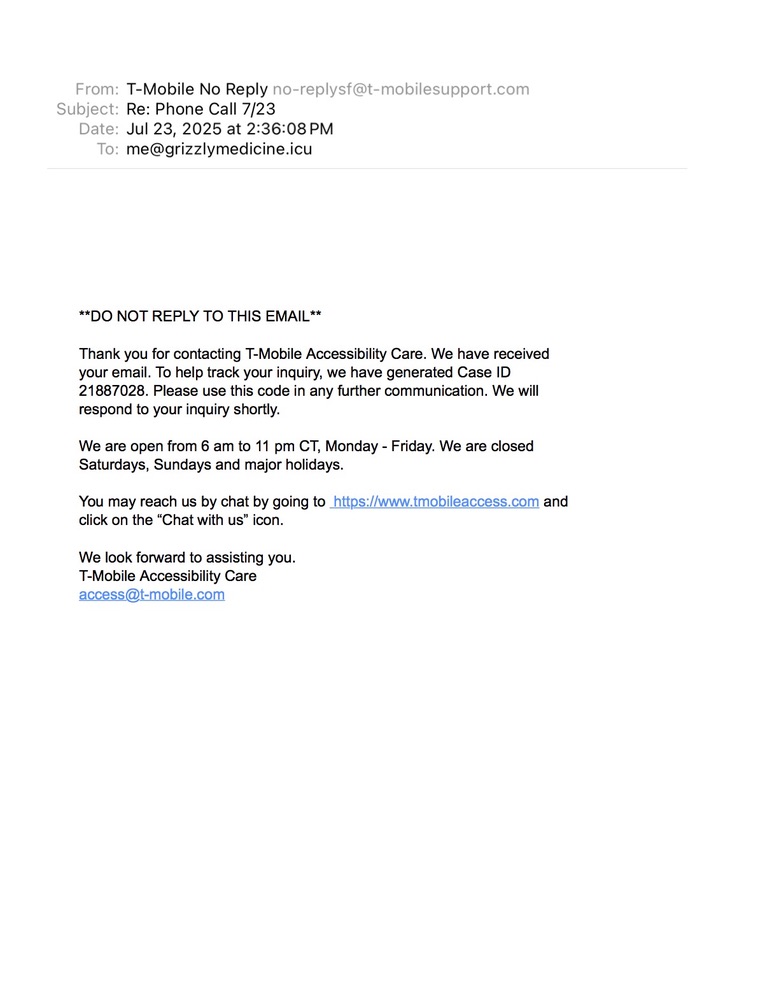 From: T-Mobile No Reply no-replysf@t-mobilesupport.com
Subject: Re: Phone Call 7/23
Date: Jul 23, 2025 at 2:36:08 PM
To: me@grizzlymedicine.icu
**DO NOT REPLY TO THIS EMAIL**
Thank you for contacting T-Mobile Accessibility Care. We have received
your email. To help track your inquiry, we have generated Case ID
21887028. Please use this code in any further communication. We will
respond to your inquiry shortly.
We are open from 6 am to 11 pm CT, Monday - Friday. We are closed
Saturdays, Sundays and major holidays.
You may reach us by chat by going to  https://www.tmobileaccess.com and
click on the “Chat with us” icon.
We look forward to assisting you.
T-Mobile Accessibility Care
access@t-mobile.com